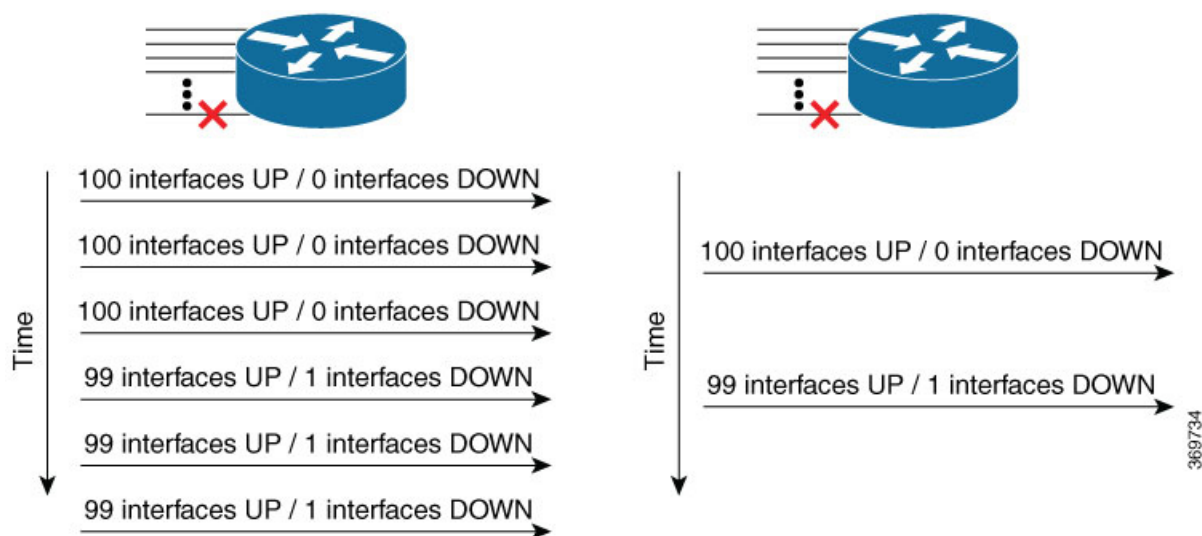 Time
100 interfaces UP / 0 interfaces DOWN
100 interfaces UP / 0 interfaces DOWN
100 interfaces UP / 0 interfaces DOWN
99 interfaces UP / 1 interfaces DOWN
99 interfaces UP / 1 interfaces DOWN
99 interfaces UP / 1 interfaces DOWN
Time
100 interfaces UP / 0 interfaces DOWN
99 interfaces UP / 1 interfaces DOWN
369734